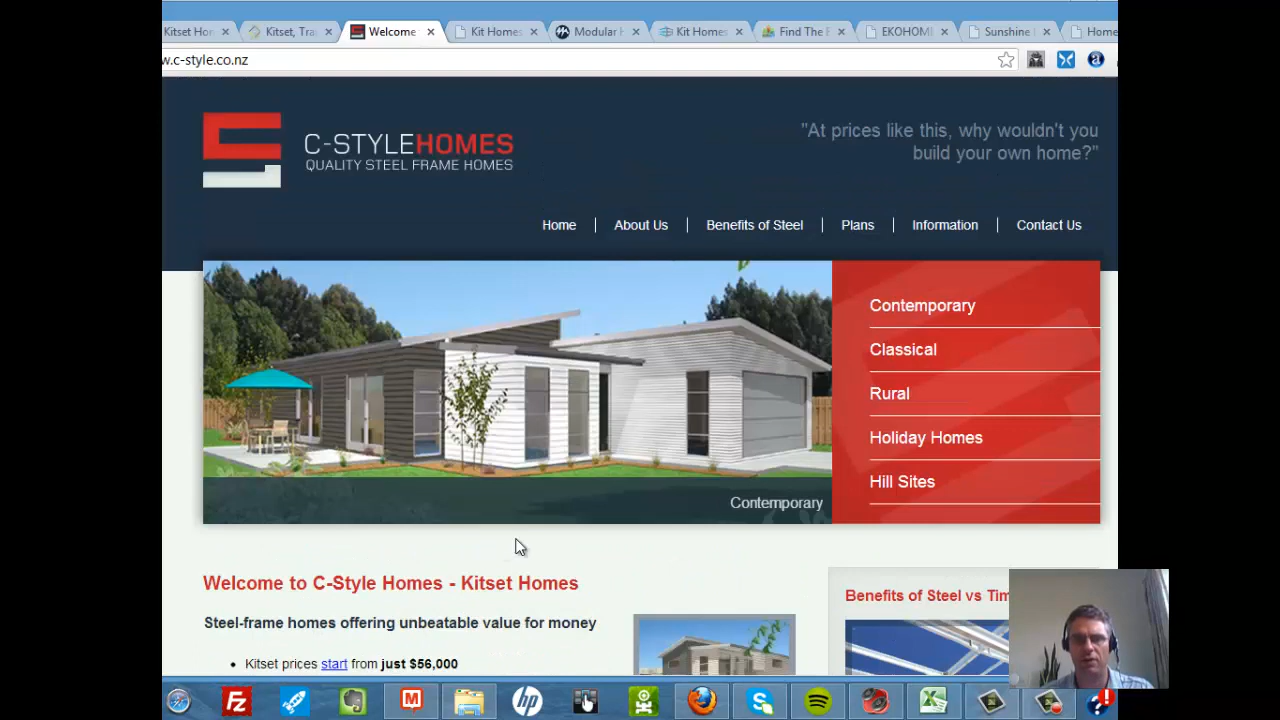 Kitset Hor
Kitset, Tra
Welcome
Kit Homes
Modular H
Kit Homes
Find The F
EKOHOMI
Sunshine
Home
w.c-style.co.nz
C-STYLEHOMES
QUALITY STEEL FRAME HOMES
"At prices like this, why wouldn't you
build your own home?"
Home
About Us
Benefits of Steel
Plans
Information
Contact Us
Contemporary
Classical
Rural
Holiday Homes
Hill Sites
Contemporary
Welcome to C-Style Homes - Kitset Homes
Steel-frame homes offering unbeatable value for money
• Kitset prices start from just $56,000
Benefits of Steel vs Tim